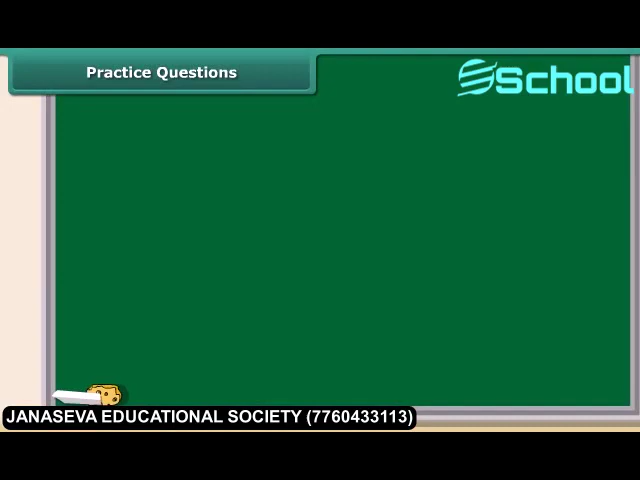 Practice Questions
School
JANASEVA EDUCATIONAL SOCIETY (7760433113)